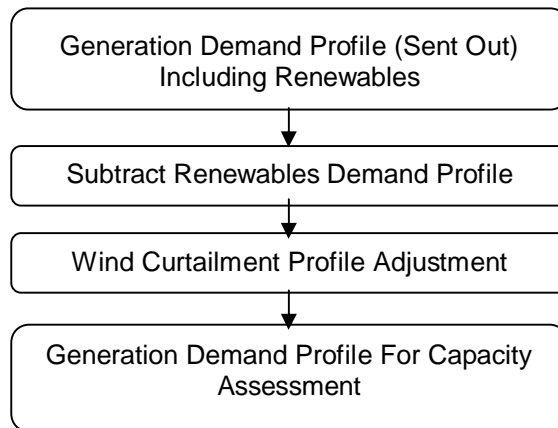 Generation Demand Profile (Sent Out)
Including Renewables
Subtract Renewables Demand Profile
Wind Curtailment Profile Adjustment
Generation Demand Profile For Capacity
Assessment